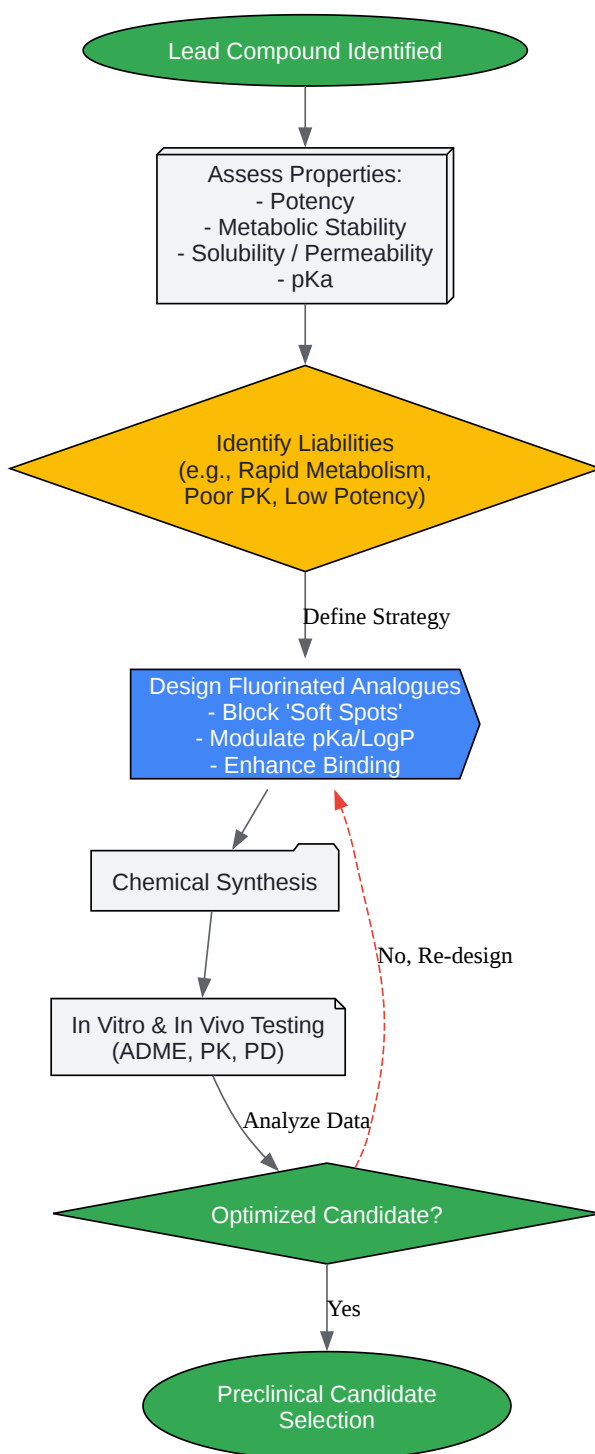 Lead Compound Identified
Assess Properties:
- Potency
- Metabolic Stability
- Solubility / Permeability
- pKa
Identify Liabilities
(e.g., Rapid Metabolism,
Poor PK, Low Potency)
Define Strategy
Design Fluorinated Analogues
- Block 'Soft Spots'
- Modulate pKa/LogP
- Enhance Binding
Chemical Synthesis
No, Re-design
In Vitro & In Vivo Testing
(ADME, PK, PD)
Analyze Data
Optimized Candidate?
Yes
Preclinical Candidate
Selection